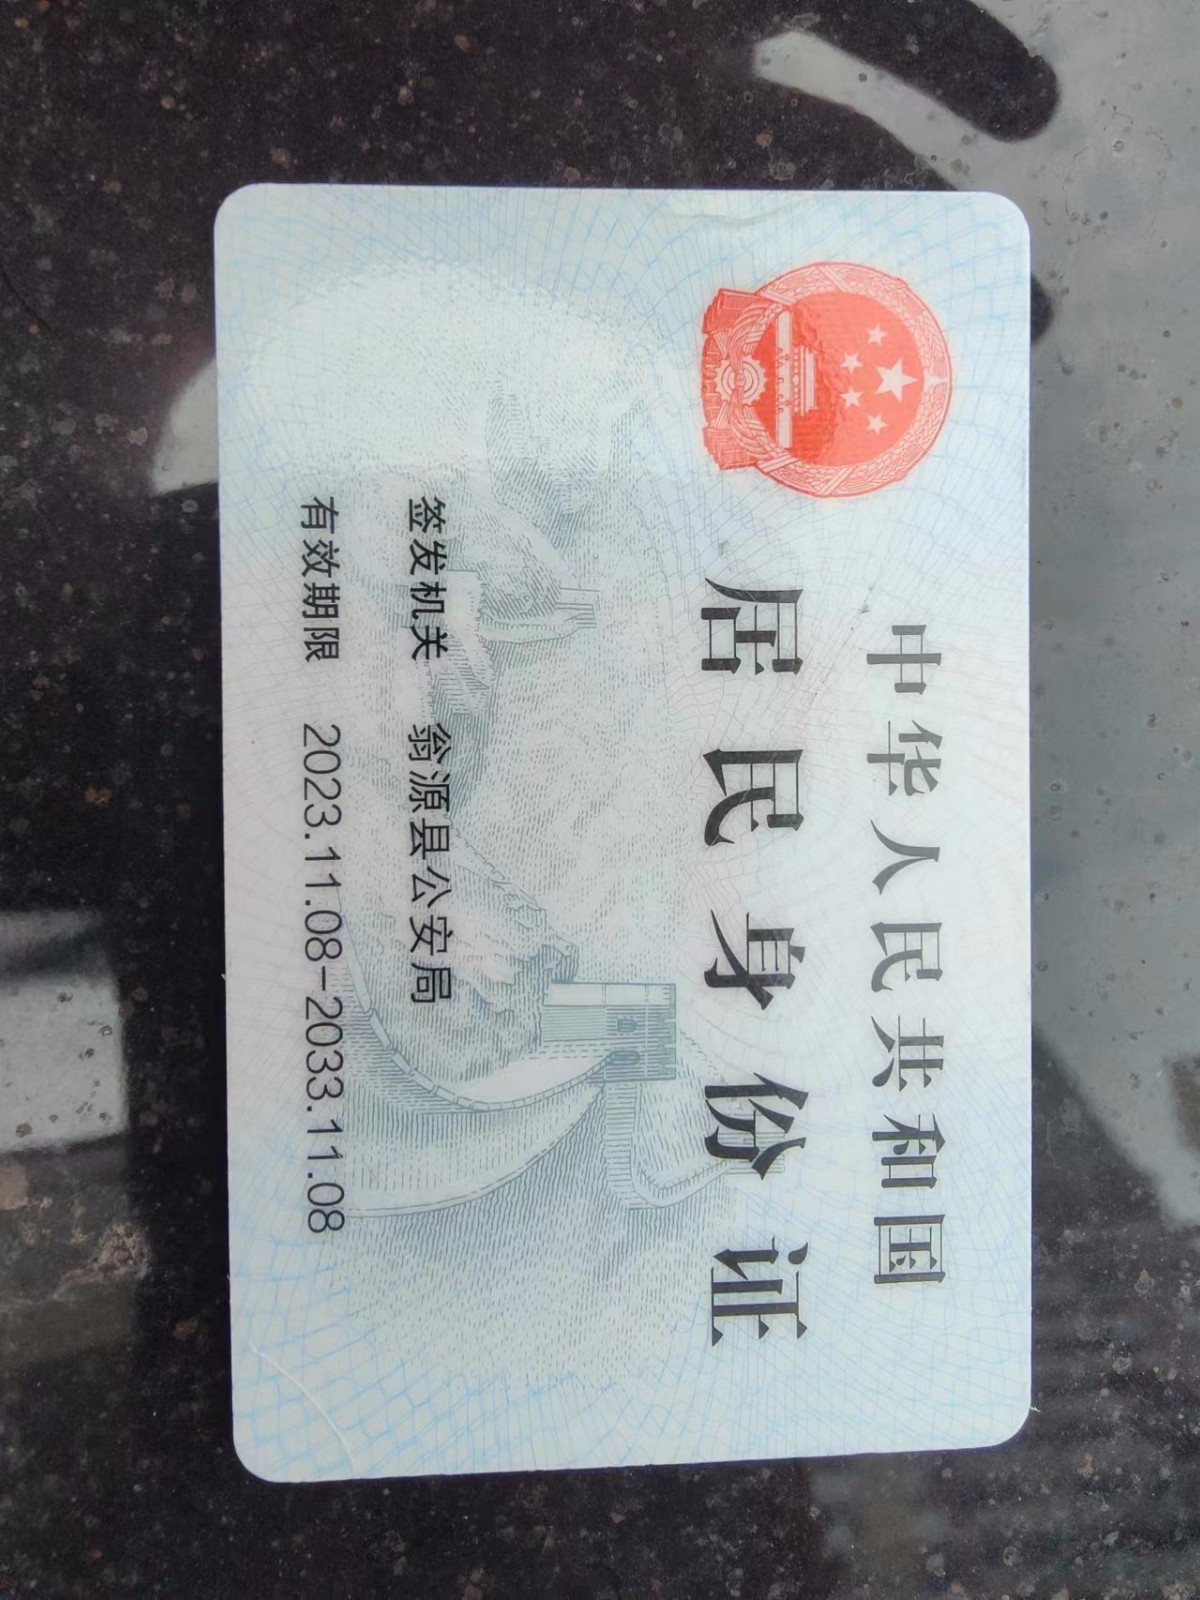 中华人民共和国
居民身份证
签发机关 翁源县公安局
有效期限 2023.11.08-2033.11.08